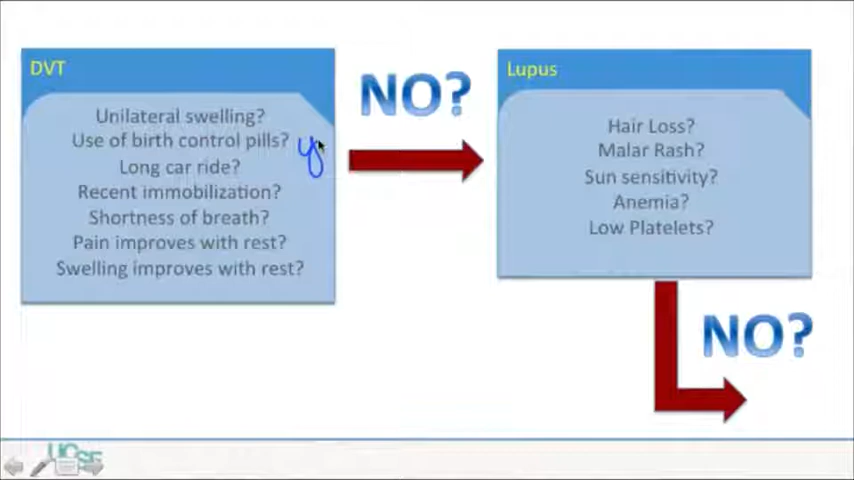 DVT
Unilateral swelling?
Use of birth control pills?
y
Long car ride?
Recent immobilization?
Shortness of breath?
Pain improves with rest?
Swelling improves with rest?
NO?
Lupus
Hair Loss?
Malar Rash?
Sun sensitivity?
Anemia?
Low Platelets?
NO?
UCSF